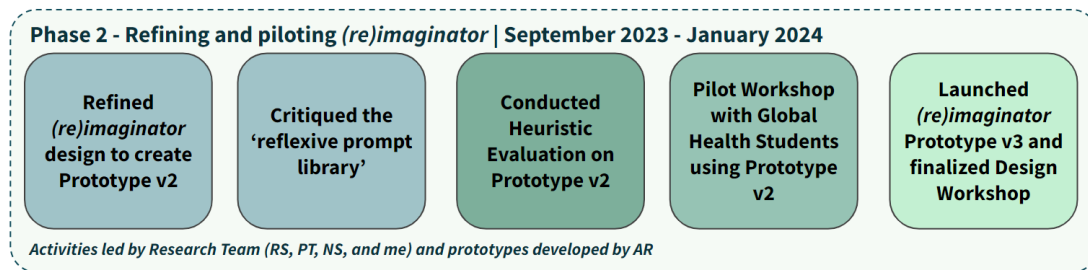 Phase 2 - Refining and piloting (re)imaginator | September 2023 - January 2024
Refined
(re)imaginator
design to create
Prototype v2
Critiqued the
‘reflexive prompt
library’
Conducted
Heuristic
Evaluation on
Prototype v2
Pilot Workshop
with Global
Health Students
using Prototype
v2
Launched
(re)imaginator
Prototype v3 and
finalized Design
Workshop
Activities led by Research Team (RS, PT, NS, and me) and prototypes developed by AR